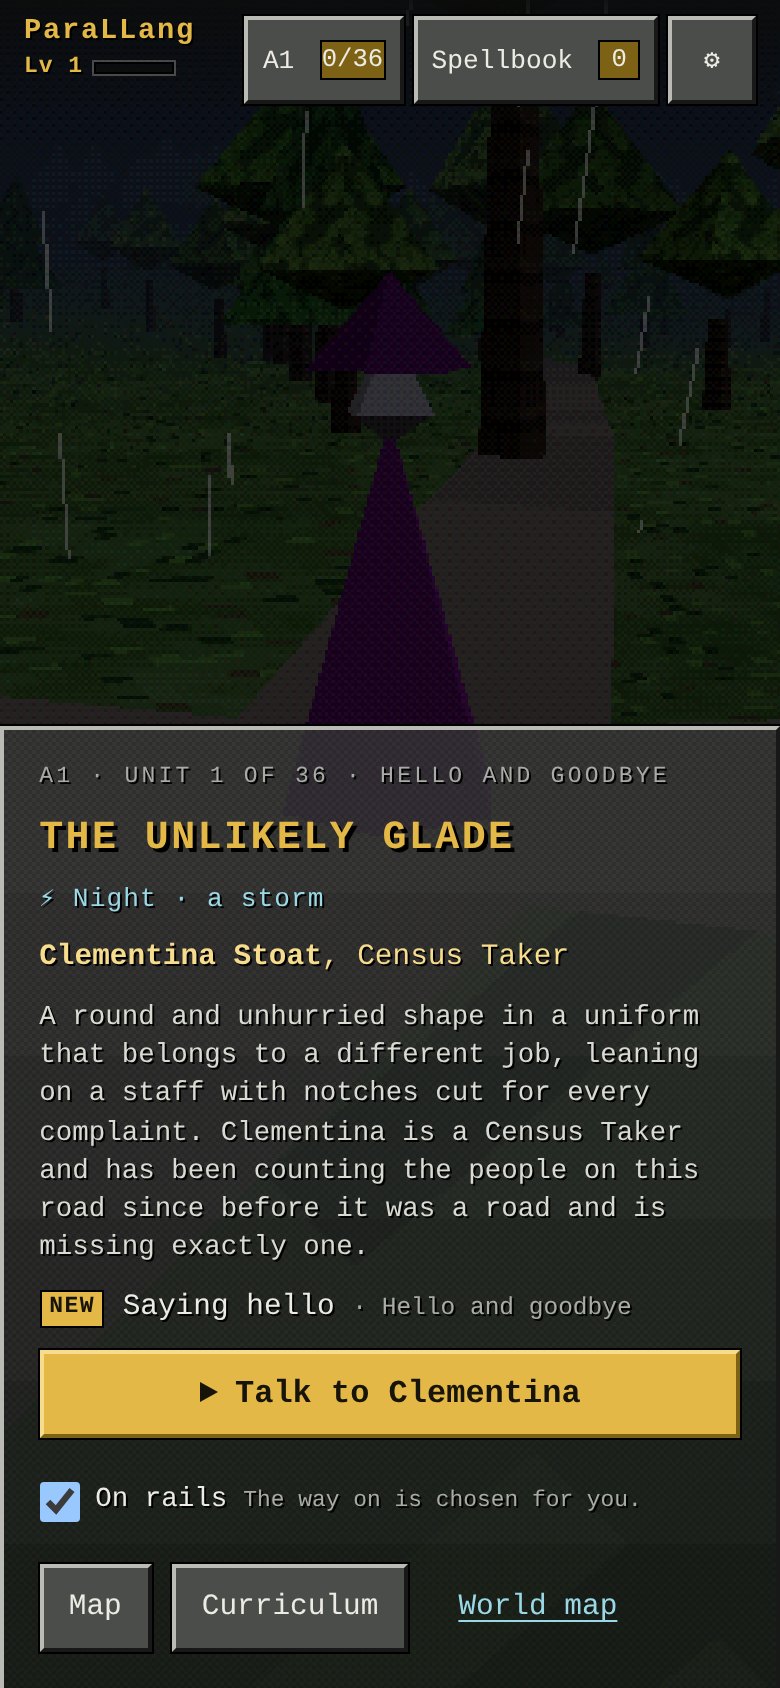 ParaLLang
Lv 1
A1 0/36
Spellbook 0
⚙
A1 · UNIT 1 OF 36 · HELLO AND GOODBYE
THE UNLIKELY GLADE
⚡ Night · a storm
Clementina Stoat, Census Taker
A round and unhurried shape in a uniform
that belongs to a different job, leaning
on a staff with notches cut for every
complaint. Clementina is a Census Taker
and has been counting the people on this
road since before it was a road and is
missing exactly one.
NEW Saying hello · Hello and goodbye
▶ Talk to Clementina
On rails The way on is chosen for you.
Map Curriculum World map